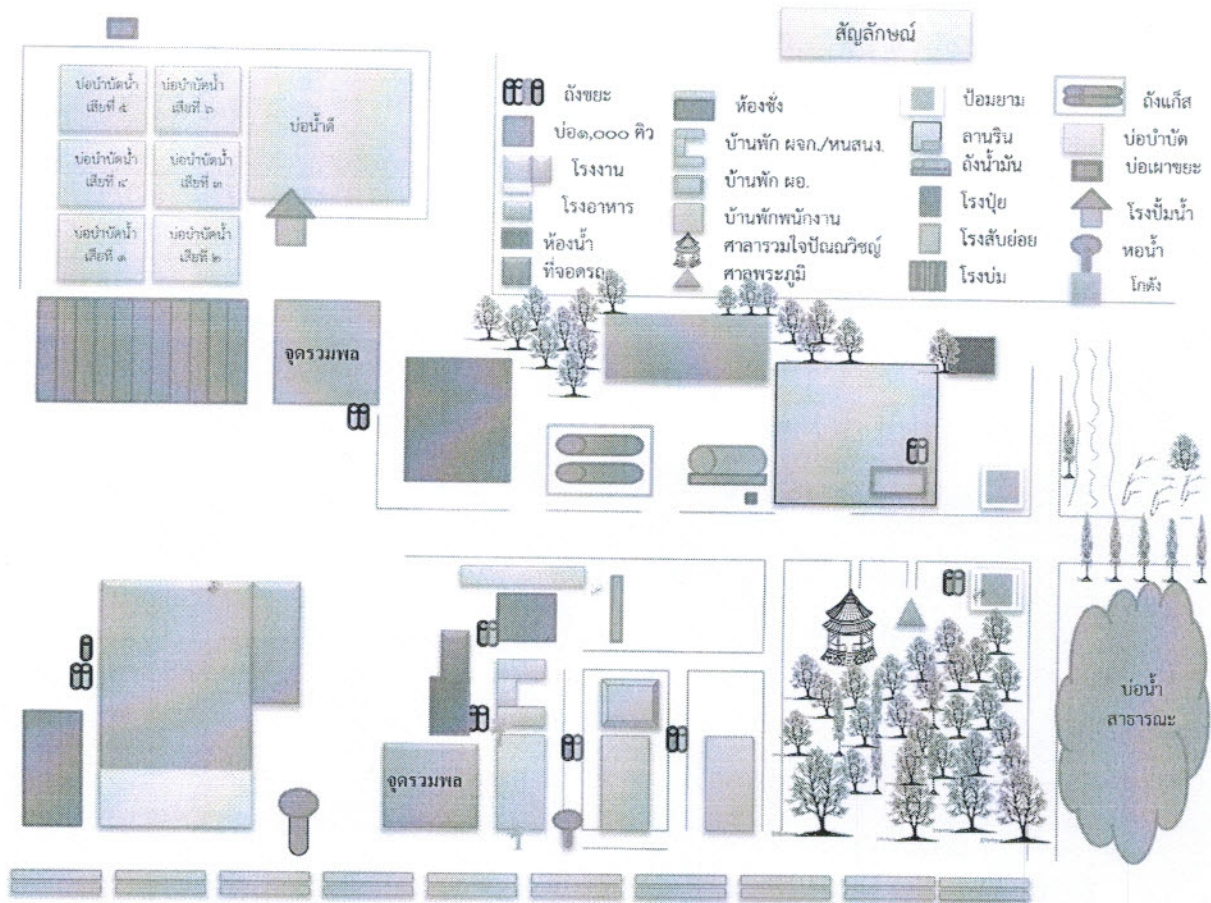 สัญลักษณ์
ถังขยะ
บ่อ๑,๐๐๐ คิว
โรงงาน
โรงอาหาร
ห้องน้ำ
ที่จอดรถ
ห้องชั่ง
บ้านพัก ผจก./หนสนง.
บ้านพัก ผอ.
บ้านพักพนักงาน
ศาลารวมใจปัณณวิชญ์
ศาลพระภูมิ
ป้อมยาม
ลานริน
ถังน้ำมัน
โรงปุ๋ย
โรงสับย่อย
โรงบ่ม
ถังแก็ส
บ่อบำบัด
บ่อเผาขยะ
โรงปั้มน้ำ
หอน้ำ
โกดัง
บ่อบำบัดน้ำ
เสียที่ ๕
บ่อบำบัดน้ำ
เสียที่ ๖
บ่อน้ำดี
บ่อบำบัดน้ำ
เสียที่ ๔
บ่อบำบัดน้ำ
เสียที่ ๓
บ่อบำบัดน้ำ
เสียที่ ๑
บ่อบำบัดน้ำ
เสียที่ ๒
จุดรวมพล
จุดรวมพล
บ่อน้ำ
สาธารณะ